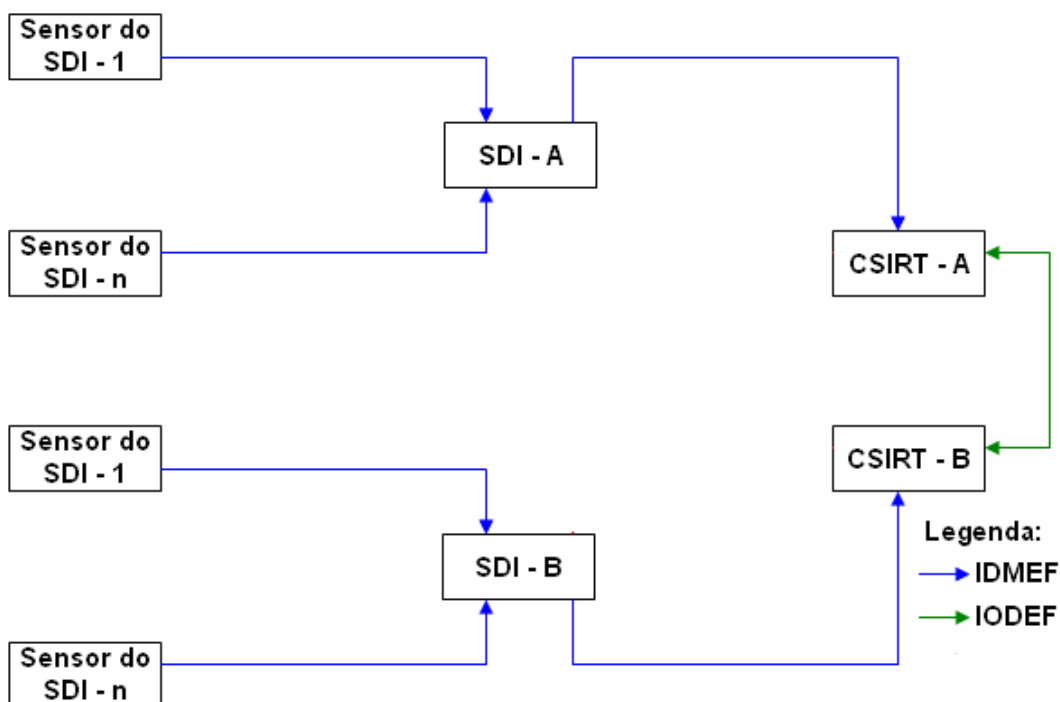 Sensor do
SDI - 1
SDI - A
Sensor do
SDI - n
CSIRT - A
Sensor do
SDI - 1
CSIRT - B
SDI - B
Legenda:
IDMEF
IODEF
Sensor do
SDI - n